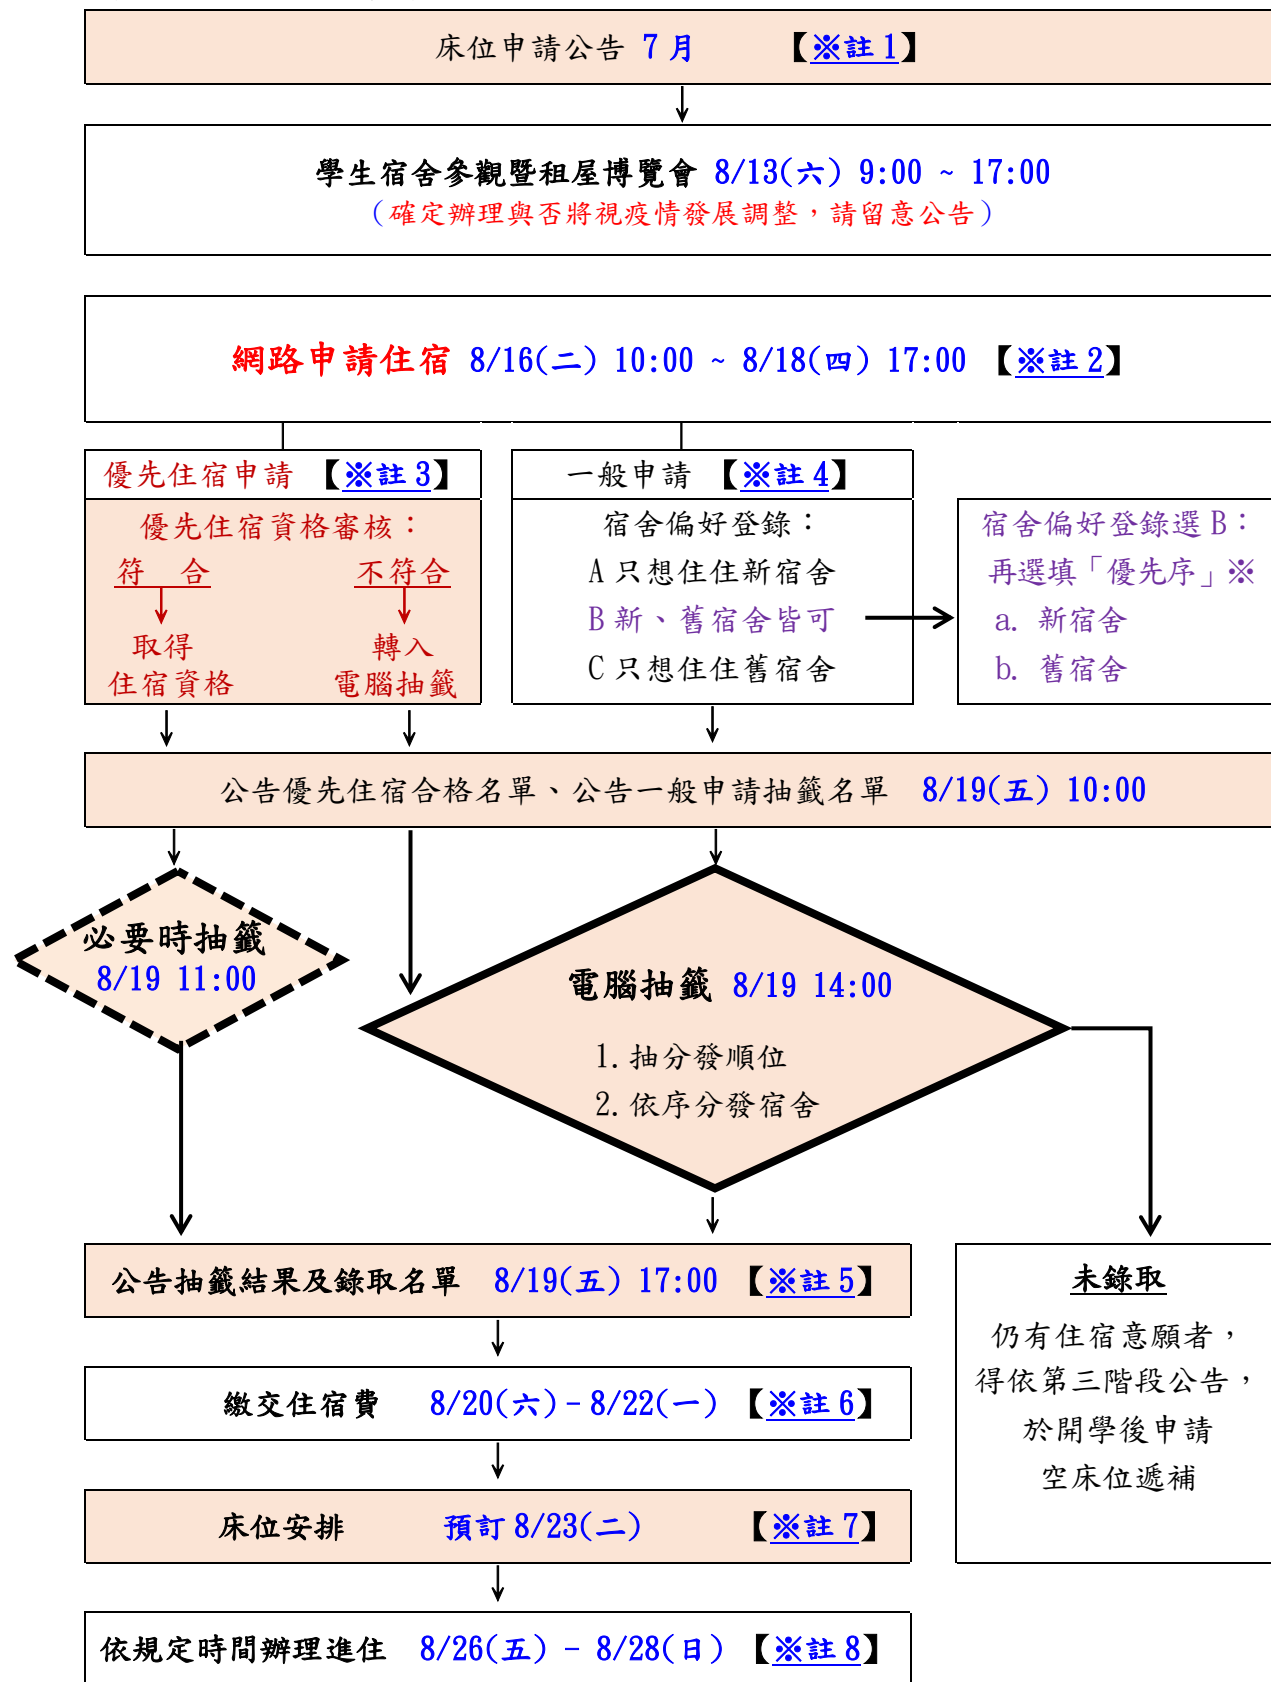 床位申請公告 7 月 【※註 1】
學生宿舍參觀暨租屋博覽會 8/13(六) 9:00 ~ 17:00
（確定辦理與否將視疫情發展調整，請留意公告）
網路申請住宿 8/16(二) 10:00 ~ 8/18(四) 17:00 【※註 2】
優先住宿申請 【※註 3】
優先住宿資格審核：
符 合 不符合
取得 轉入
住宿資格 電腦抽籤
一般申請 【※註 4】
宿舍偏好登錄：
A 只想住住新宿舍
B 新、舊宿舍皆可
C 只想住住舊宿舍
宿舍偏好登錄選 B：
再選填「優先序」※
a. 新宿舍
b. 舊宿舍
公告優先住宿合格名單、公告一般申請抽籤名單 8/19(五) 10:00
必要時抽籤
8/19 11:00
電腦抽籤 8/19 14:00
1. 抽分發順位
2. 依序分發宿舍
公告抽籤結果及錄取名單 8/19(五) 17:00 【※註 5】
繳交住宿費 8/20(六)-8/22(一) 【※註 6】
床位安排 預訂 8/23(二) 【※註 7】
依規定時間辦理進住 8/26(五) - 8/28(日) 【※註 8】
未錄取
仍有住宿意願者，
得依第三階段公告，
於開學後申請
空床位遞補